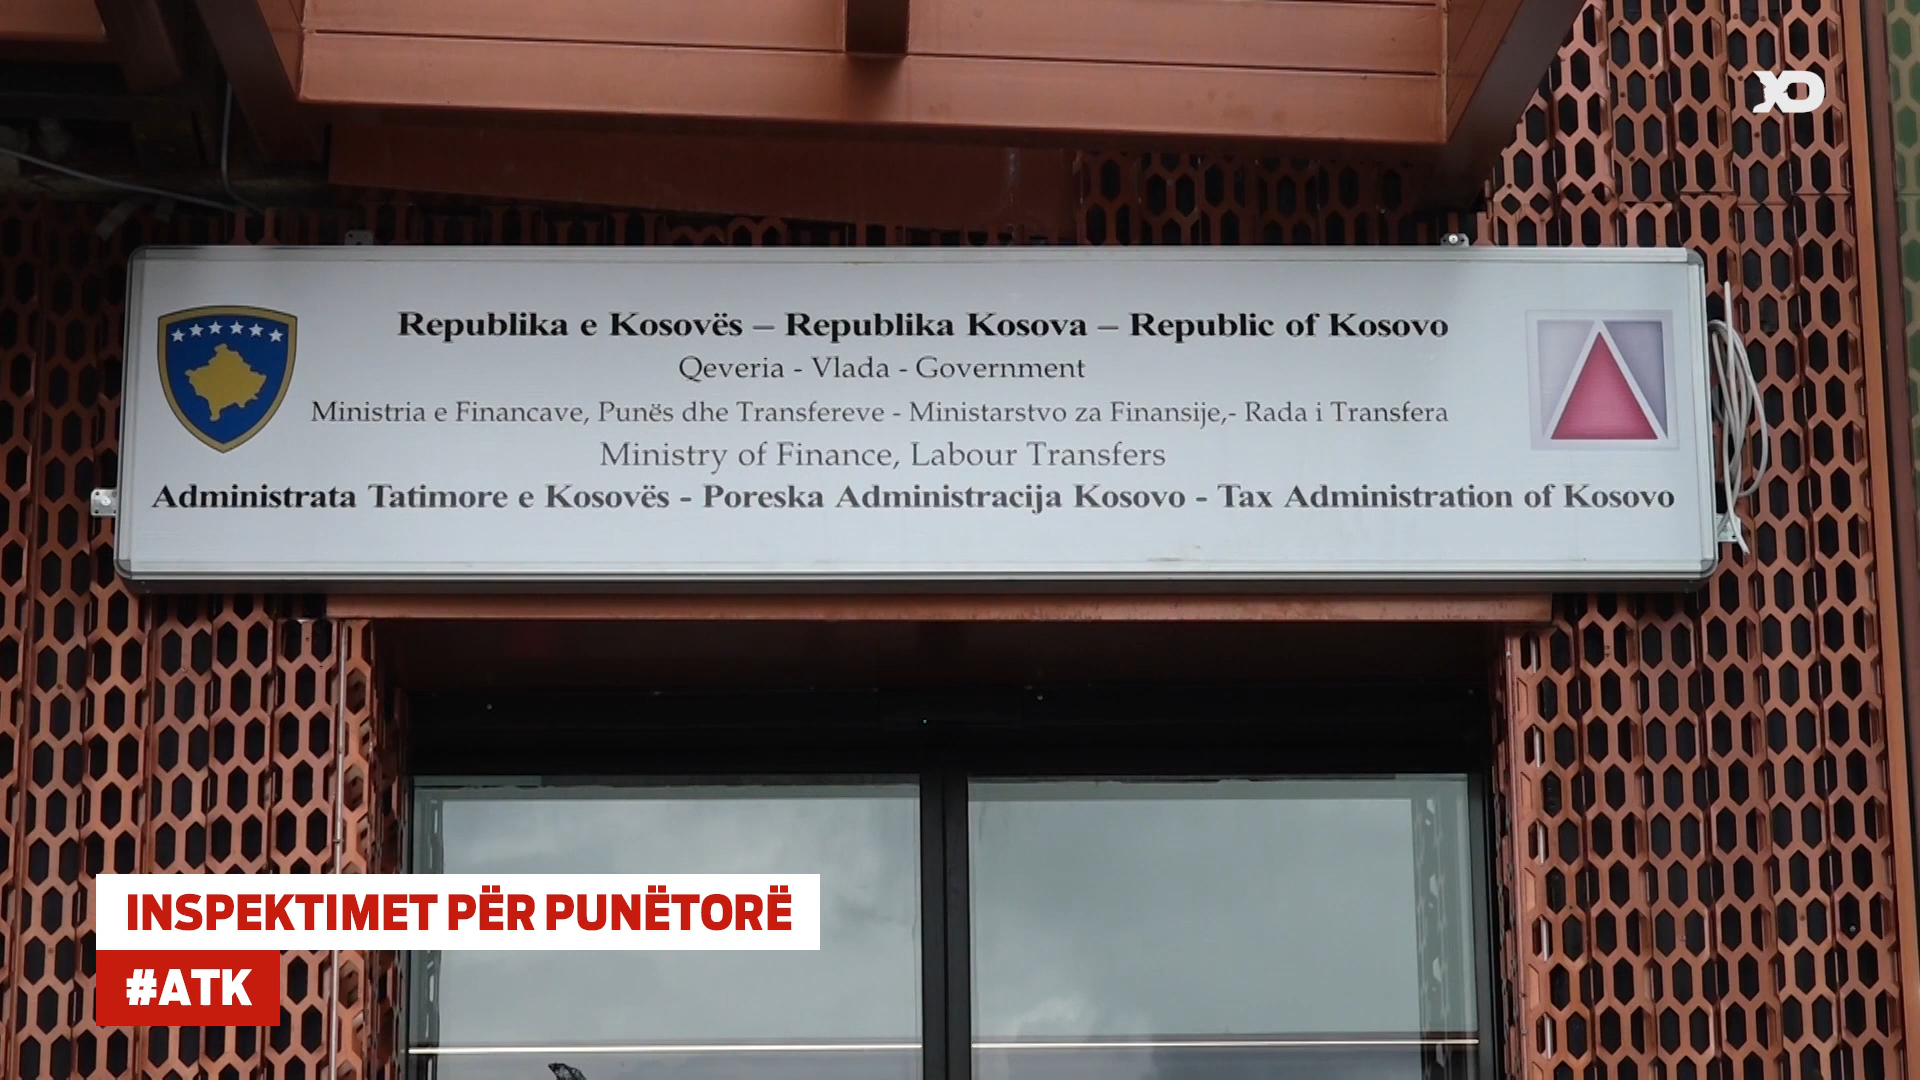 XD
Republika e Kosovës – Republika Kosova – Republic of Kosovo
Qeveria - Vlada - Government
Ministria e Financave, Punës dhe Transfereve - Ministarstvo za Finansije,- Rada i Transfera
Ministry of Finance, Labour Transfers
Administrata Tatimore e Kosovës - Poreska Administracija Kosovo - Tax Administration of Kosovo
INSPEKTIMET PËR PUNËTORË
#ATK